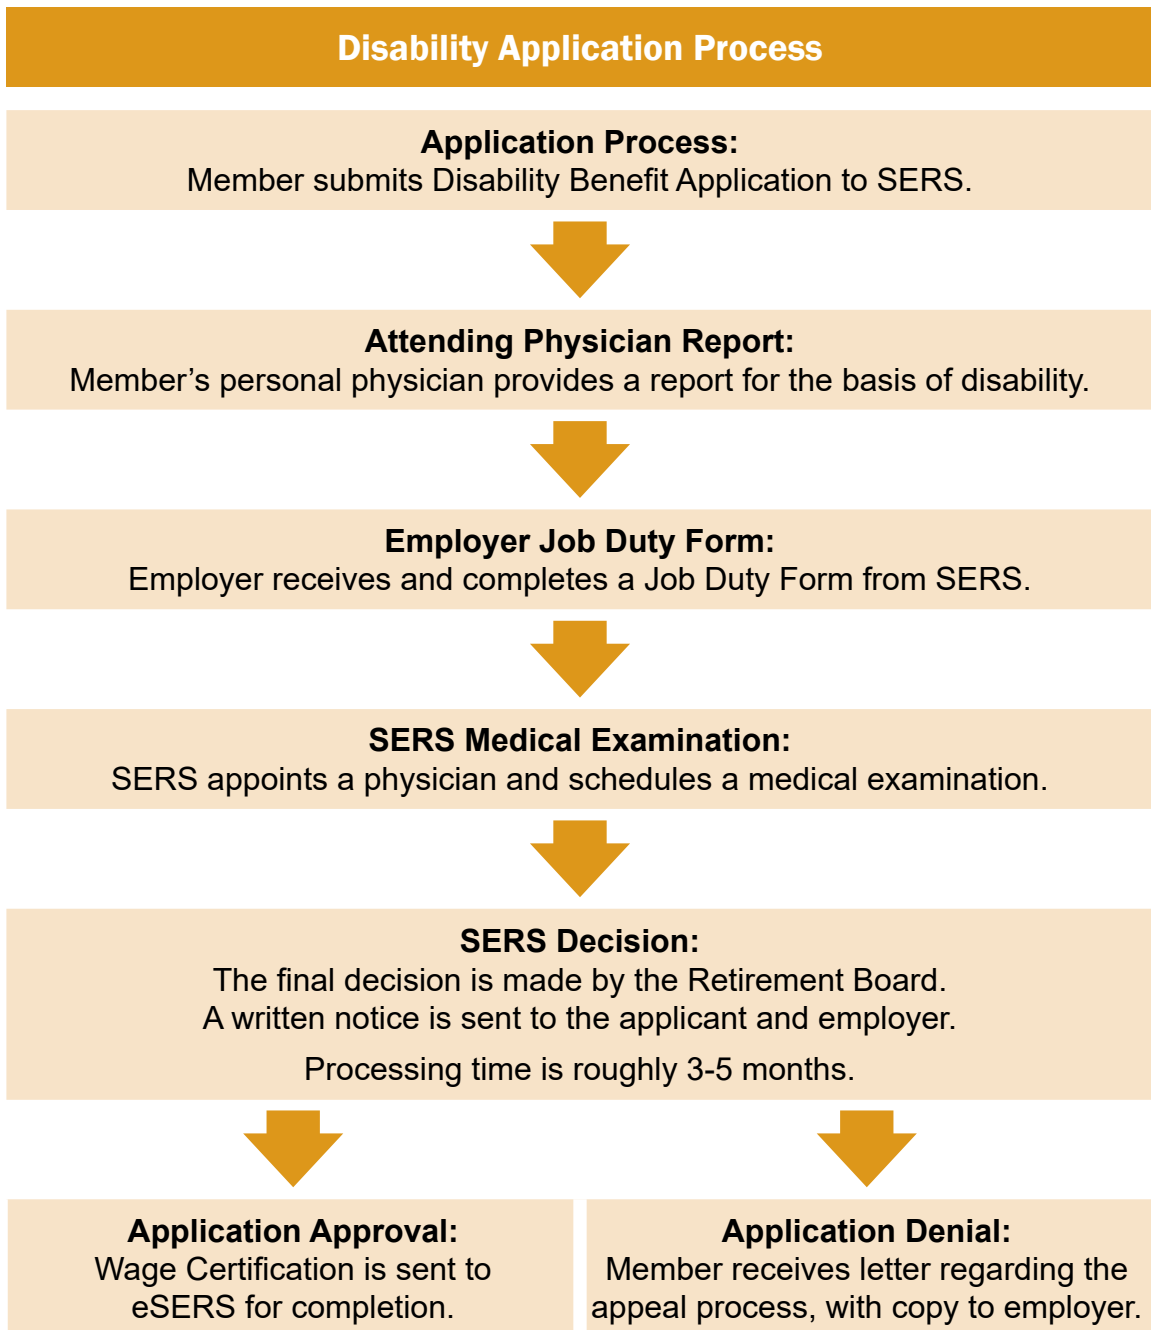 Disability Application Process
Application Process:
Member submits Disability Benefit Application to SERS.
Attending Physician Report:
Member’s personal physician provides a report for the basis of disability.
Employer Job Duty Form:
Employer receives and completes a Job Duty Form from SERS.
SERS Medical Examination:
SERS appoints a physician and schedules a medical examination.
SERS Decision:
The final decision is made by the Retirement Board.
A written notice is sent to the applicant and employer.
Processing time is roughly 3-5 months.
Application Approval:
Wage Certification is sent to
eSERS for completion.
Application Denial:
Member receives letter regarding the
appeal process, with copy to employer.